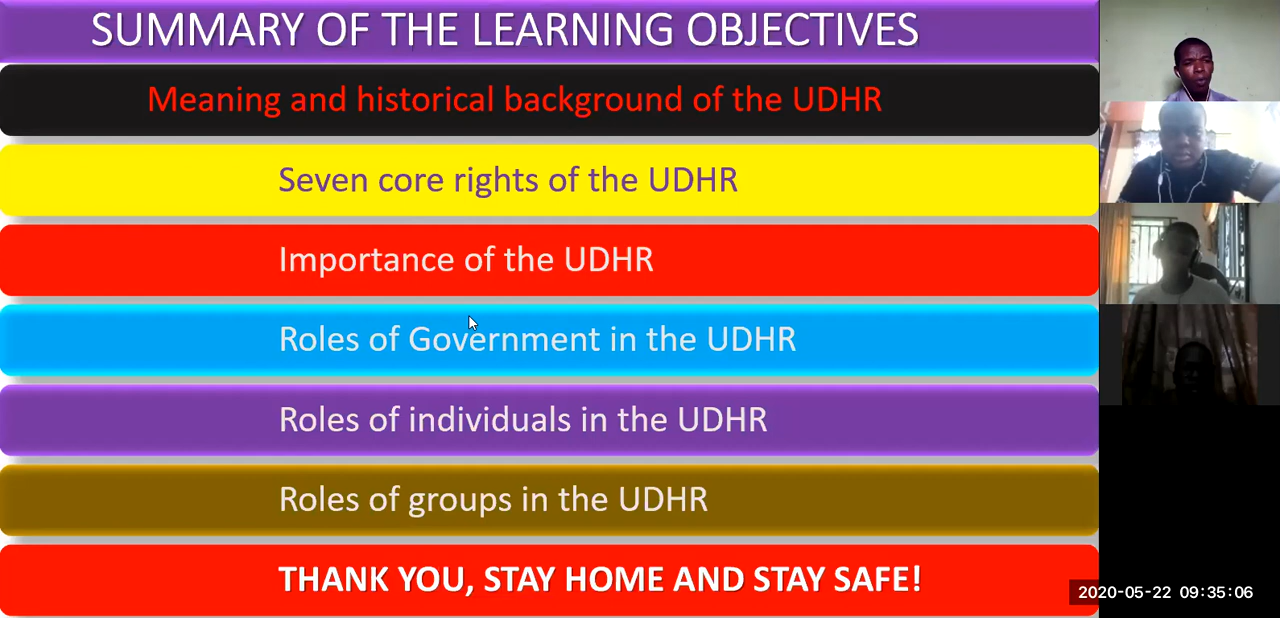 SUMMARY OF THE LEARNING OBJECTIVES
Meaning and historical background of the UDHR
Seven core rights of the UDHR
Importance of the UDHR
Roles of Government in the UDHR
Roles of individuals in the UDHR
Roles of groups in the UDHR
THANK YOU, STAY HOME AND STAY SAFE!
2020-05-22 09:35:06